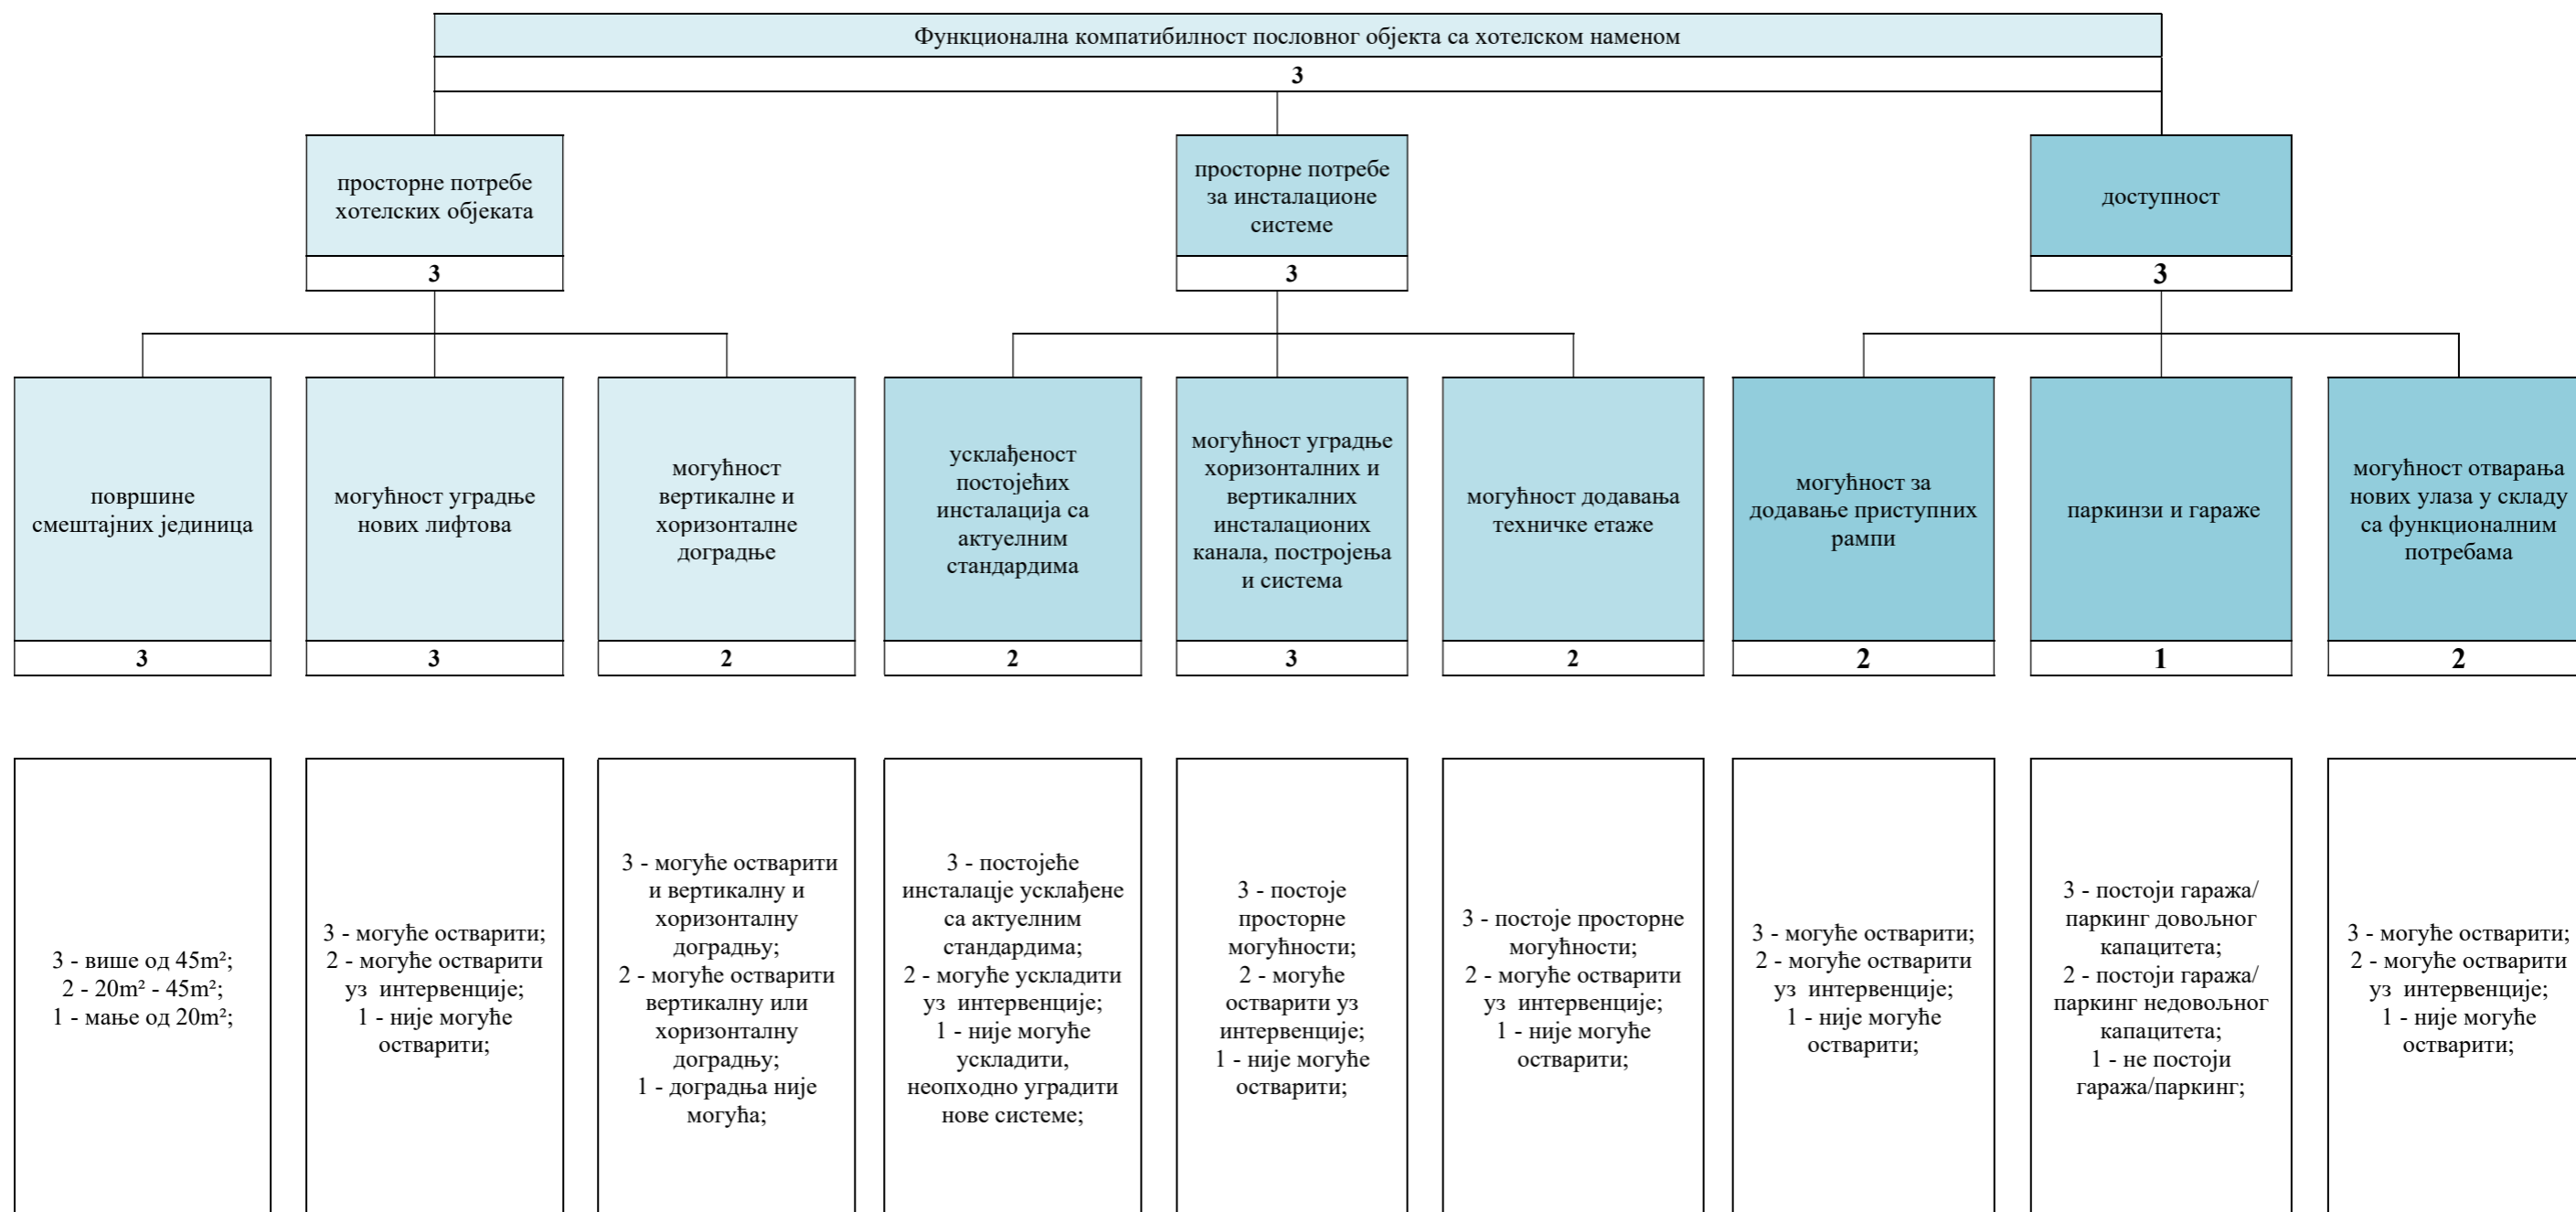 Функционална компатибилност пословног објекта са хотелском наменом
3
просторне потребе
хотелских објеката
3
просторне потребе
за инсталационе
системе
3
доступност
3
површине
смештајних јединица
3
могућност уградње
нових лифтова
3
могућност
вертикалне и
хоризонталне
доградње
2
усклађеност
постојећих
инсталација са
актуелним
стандардима
2
могућност уградње
хоризонталних и
вертикалних
инсталационих
канала, постројења
и система
3
могућност додавања
техничке етаже
2
могућност за
додавање приступних
рампи
2
паркинзи и гараже
1
могућност отварања
нових улаза у складу
са функционалним
потребама
2
3 - више од 45m²;
2 - 20m² - 45m²;
1 - мање од 20m²;
3 - могуће остварити;
2 - могуће остварити
уз интервенције;
1 - није могуће
остварити;
3 - могуће остварити
и вертикалну и
хоризонталну
доградњу;
2 - могуће остварити
вертикалну или
хоризонталну
доградњу;
1 - доградња није
могућа;
3 - постојеће
инсталацје усклађене
са актуелним
стандардима;
2 - могуће ускладити
уз интервенције;
1 - није могуће
ускладити,
неопходно уградити
нове системе;
3 - постоје
просторне
могућности;
2 - могуће
остварити уз
интервенције;
1 - није могуће
остварити;
3 - постоје просторне
могућности;
2 - могуће остварити
уз интервенције;
1 - није могуће
остварити;
3 - могуће остварити;
2 - могуће остварити
уз интервенције;
1 - није могуће
остварити;
3 - постоји гаража/
паркинг довољног
капацитета;
2 - постоји гаража/
паркинг недовољног
капацитета;
1 - не постоји
гаража/паркинг;
3 - могуће остварити;
2 - могуће остварити
уз интервенције;
1 - није могуће
остварити;